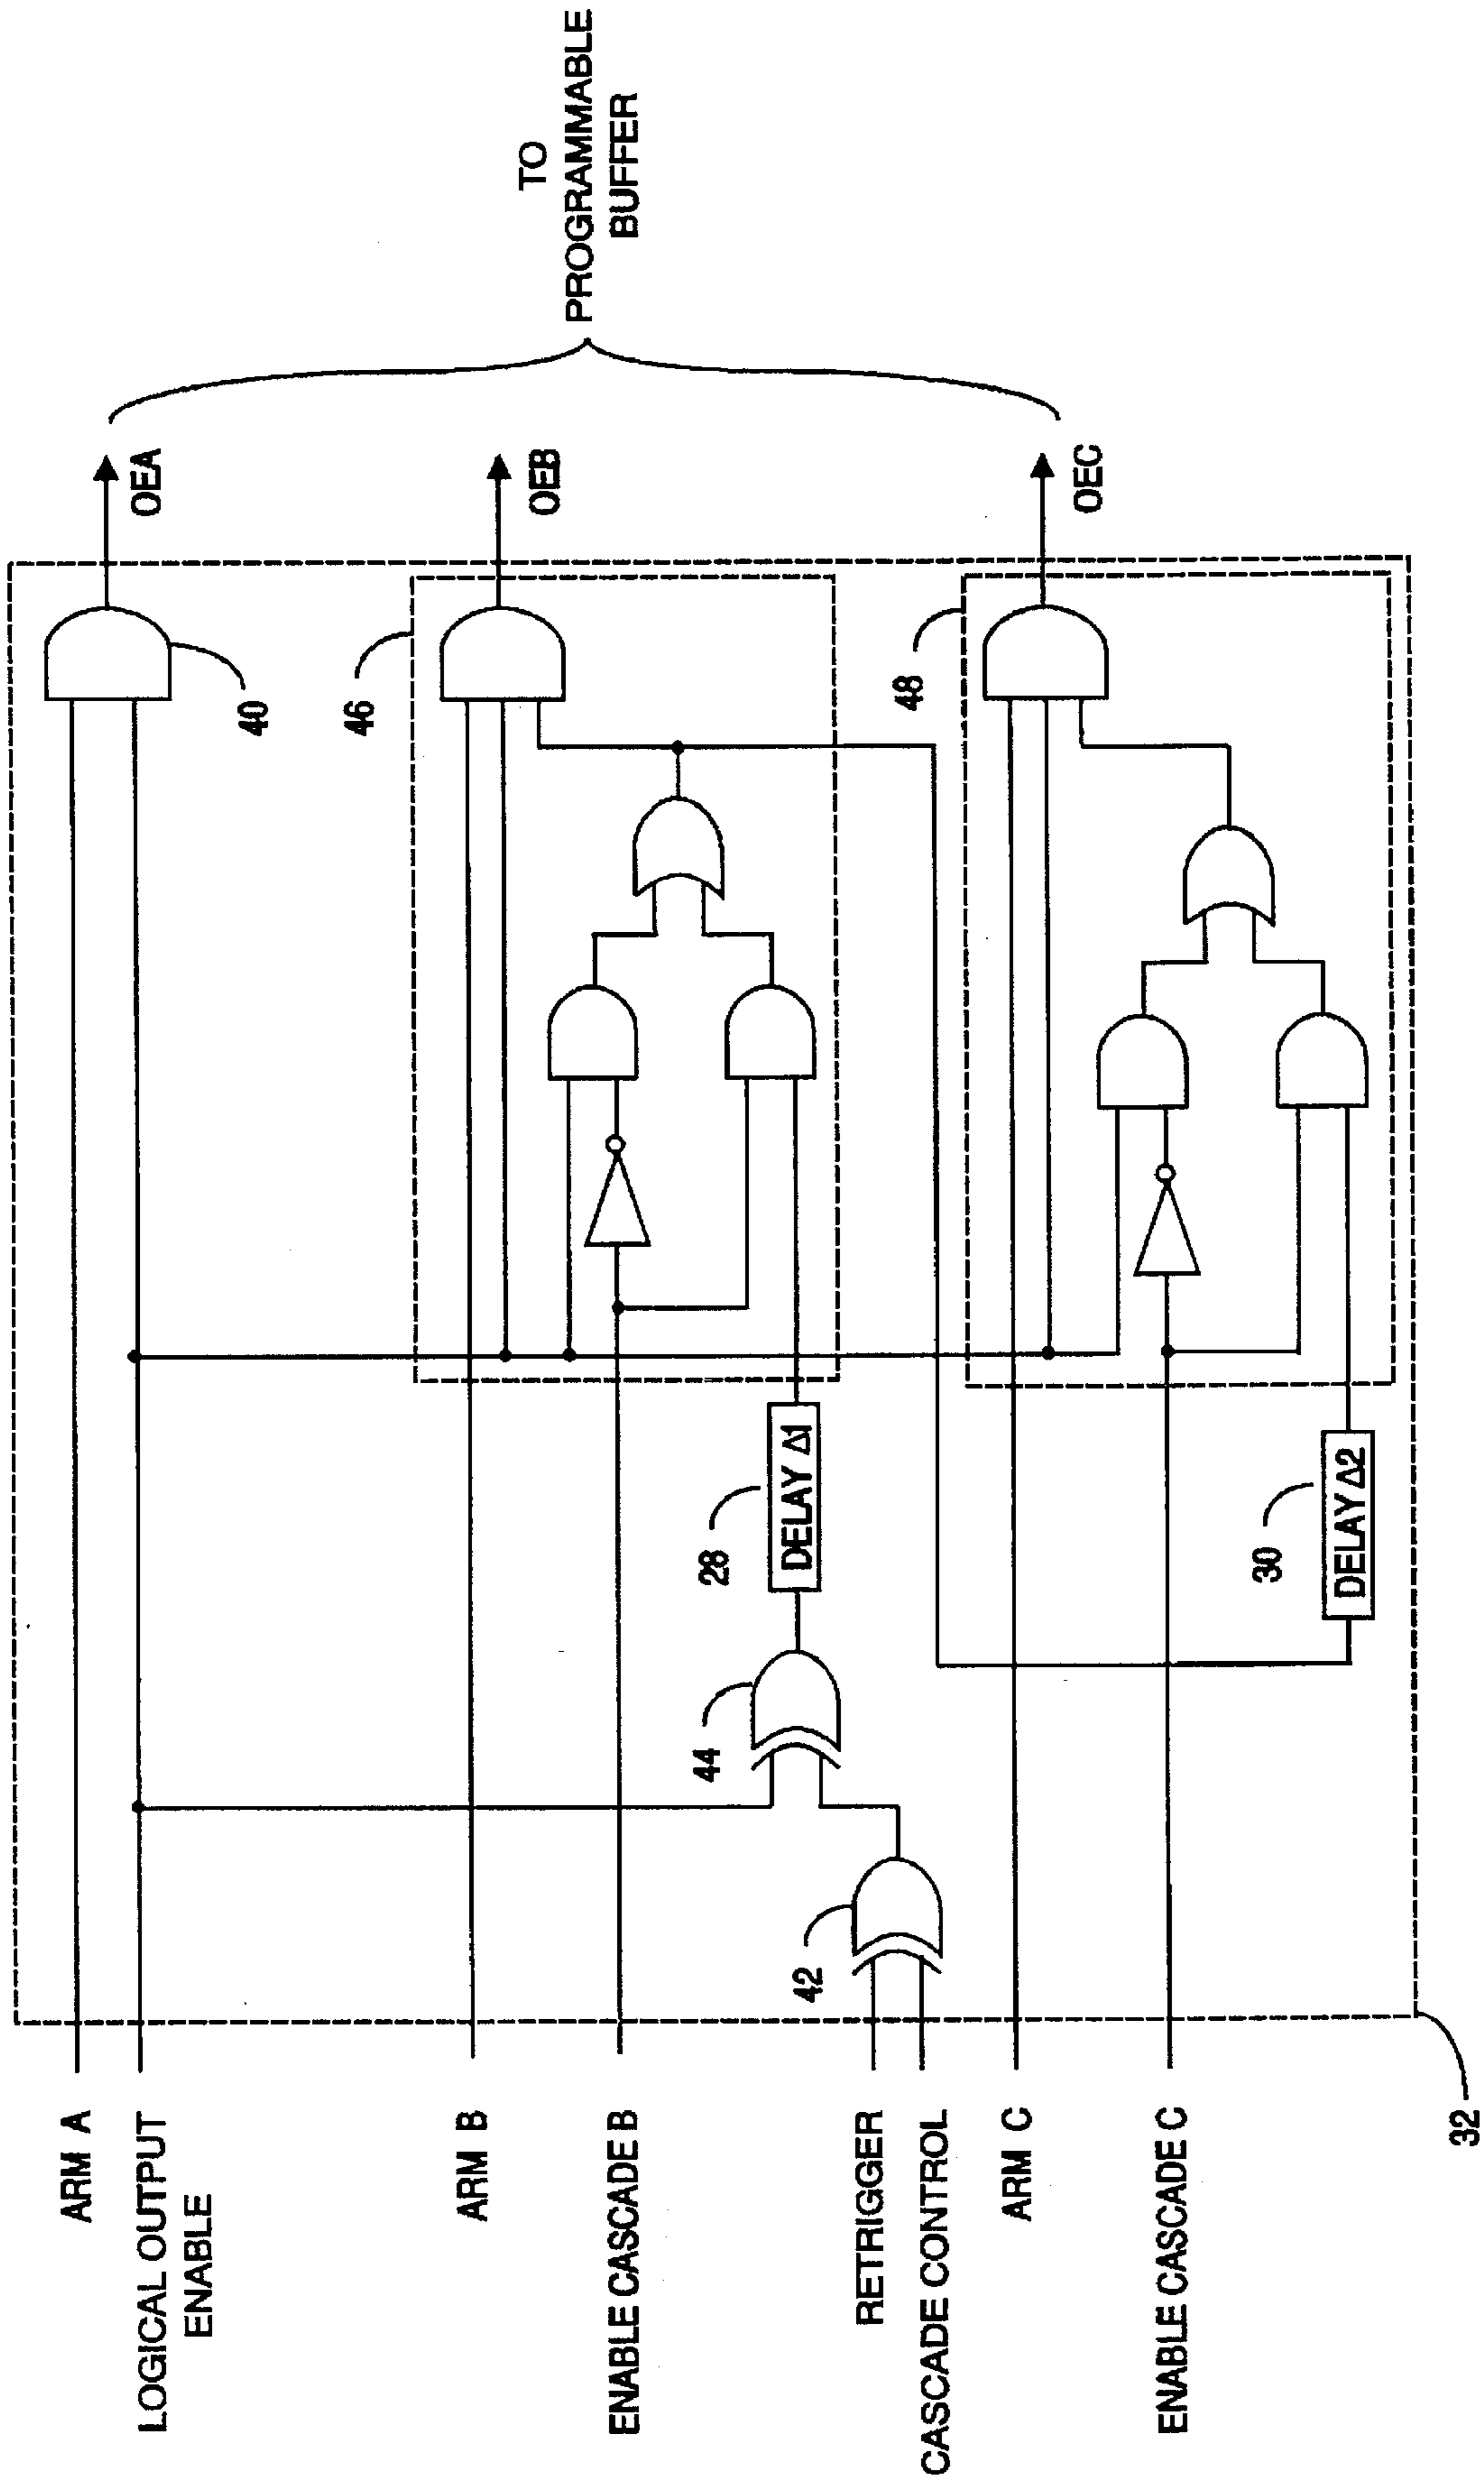 ARM A
LOGICAL OUTPUT
ENABLE
ARM B
ENABLE CASCADE B
RETRIGGER
CASCADE CONTROL
ARM C
ENABLE CASCADE C
32
42
44
28
DELAY Δ1
30
DELAY Δ2
40
46
48
OEA
OEB
OEC
TO
PROGRAMMABLE
BUFFER